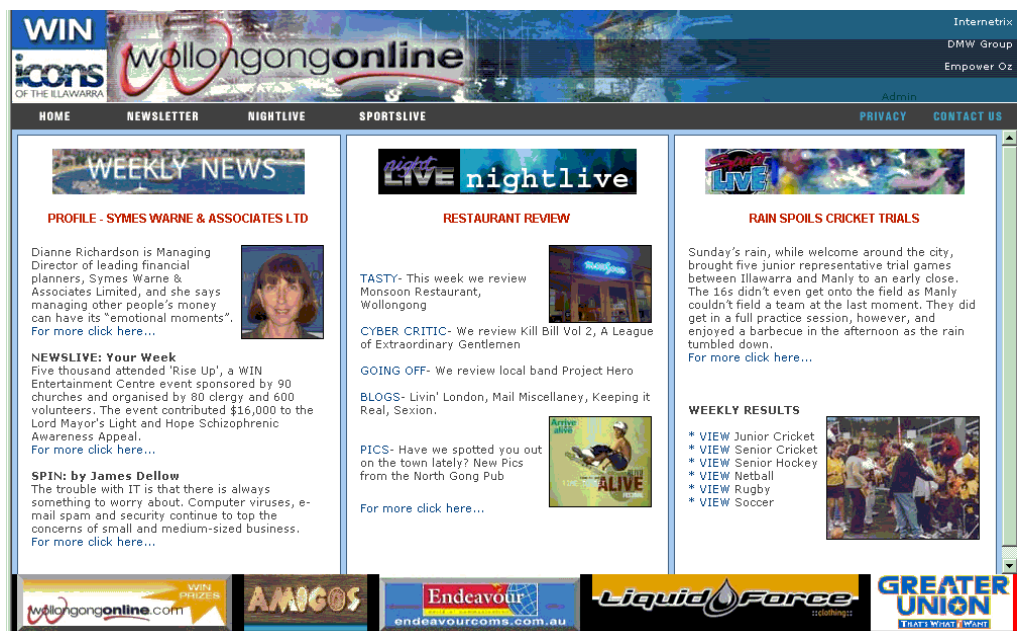 WIN
icons
OF THE ILLAWARRA
wollongongonline
Internetrix
DMW Group
Empower Oz
Admin
HOME NEWSLETTER NIGHTLIVE SPORTSLIVE PRIVACY CONTACT US
WEEKLY NEWS
PROFILE - SYMES WARNE & ASSOCIATES LTD
Dianne Richardson is Managing
Director of leading financial
planners, Symes Warne &
Associates Limited, and she says
managing other people's money
can have its “emotional moments”.
For more click here...
NEWSLIVE: Your Week
Five thousand attended 'Rise Up', a WIN
Entertainment Centre event sponsored by 90
churches and organised by 80 clergy and 600
volunteers. The event contributed $16,000 to the
Lord Mayor's Light and Hope Schizophrenic
Awareness Appeal.
For more click here...
SPIN: by James Dellow
The trouble with IT is that there is always
something to worry about. Computer viruses, e-
mail spam and security continue to top the
concerns of small and medium-sized business.
For more click here...
night
LIVE
nightlive
RESTAURANT REVIEW
TASTY- This week we review
Monsoon Restaurant,
Wollongong
CYBER CRITIC- We review Kill Bill Vol 2, A League
of Extraordinary Gentlemen
GOING OFF- We review local band Project Hero
BLOGS- Livin' London, Mail Miscellaney, Keeping it
Real, Sexion.
PICS- Have we spotted you out
on the town lately? New Pics
from the North Gong Pub
For more click here...
Arrive
alive
ALIVE
Sports
LIVE
RAIN SPOILS CRICKET TRIALS
Sunday's rain, while welcome around the city,
brought five junior representative trial games
between Illawarra and Manly to an early close.
The 16s didn't even get onto the field as Manly
couldn't field a team at the last moment. They did
get in a full practice session, however, and
enjoyed a barbecue in the afternoon as the rain
tumbled down.
For more click here...
WEEKLY RESULTS
* VIEW Junior Cricket
* VIEW Senior Cricket
* VIEW Senior Hockey
* VIEW Netball
* VIEW Rugby
* VIEW Soccer
WIN
PRIZES
wollongongonline.com
AMIGOS
Endeavour
endeavourcoms.com.au
Liquid Force
::clothing::
GREATER
UNION
THAT'S WHAT I WANT